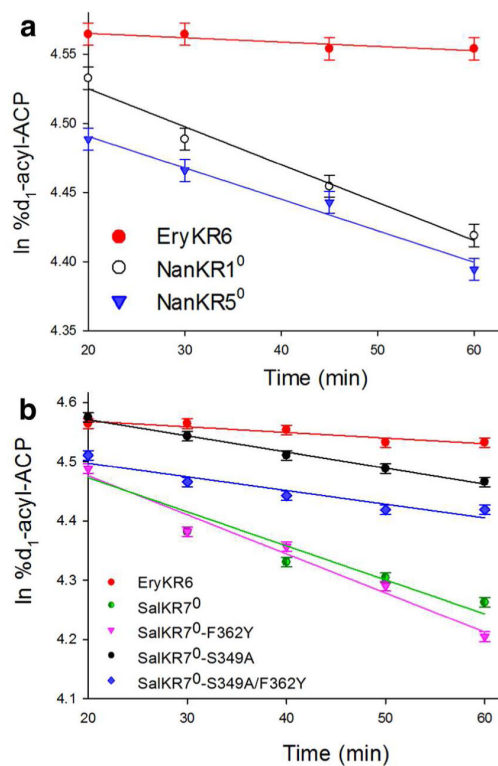 a
4.55
4.50
4.45
4.40
4.35
ln %d₁-acyl-ACP
EryKR6
NanKR1⁰
NanKR5⁰
20 30 40 50 60
Time (min)
b
4.6
4.5
4.4
4.3
4.2
4.1
ln %d₁-acyl-ACP
EryKR6
SalKR7⁰
SalKR7⁰-F362Y
SalKR7⁰-S349A
SalKR7⁰-S349A/F362Y
20 30 40 50 60
Time (min)